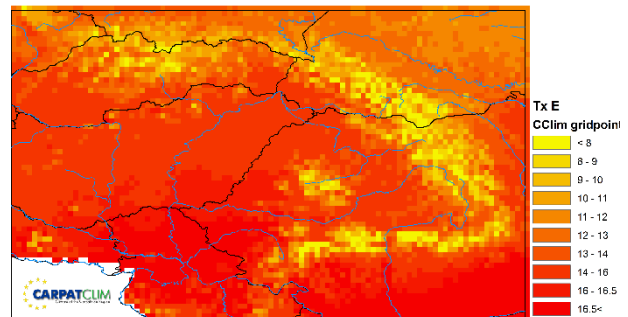 Tx E
CClim gridpoint
< 8
8 - 9
9 - 10
10 - 11
11 - 12
12 - 13
13 - 14
14 - 16
16 - 16.5
16.5<
CARPATCLIM